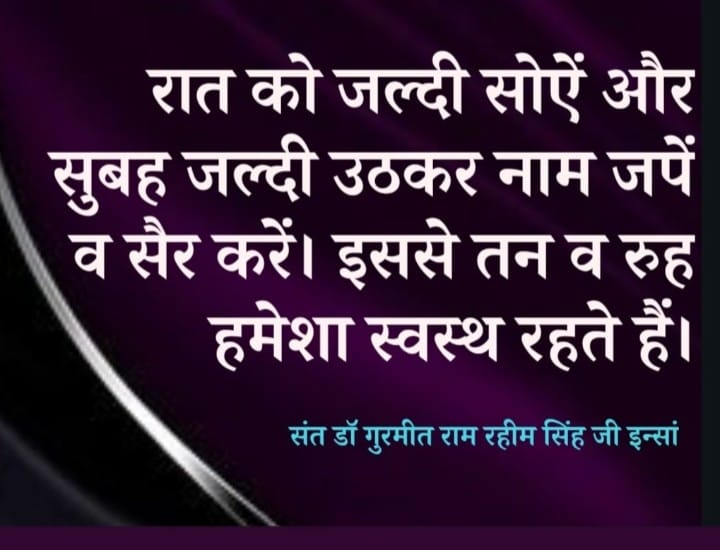 रात को जल्दी सोऐं और
सुबह जल्दी उठकर नाम जपें
व सैर करें। इससे तन व रुह
हमेशा स्वस्थ रहते हैं।
संत डॉ गुरमीत राम रहीम सिंह जी इन्सां